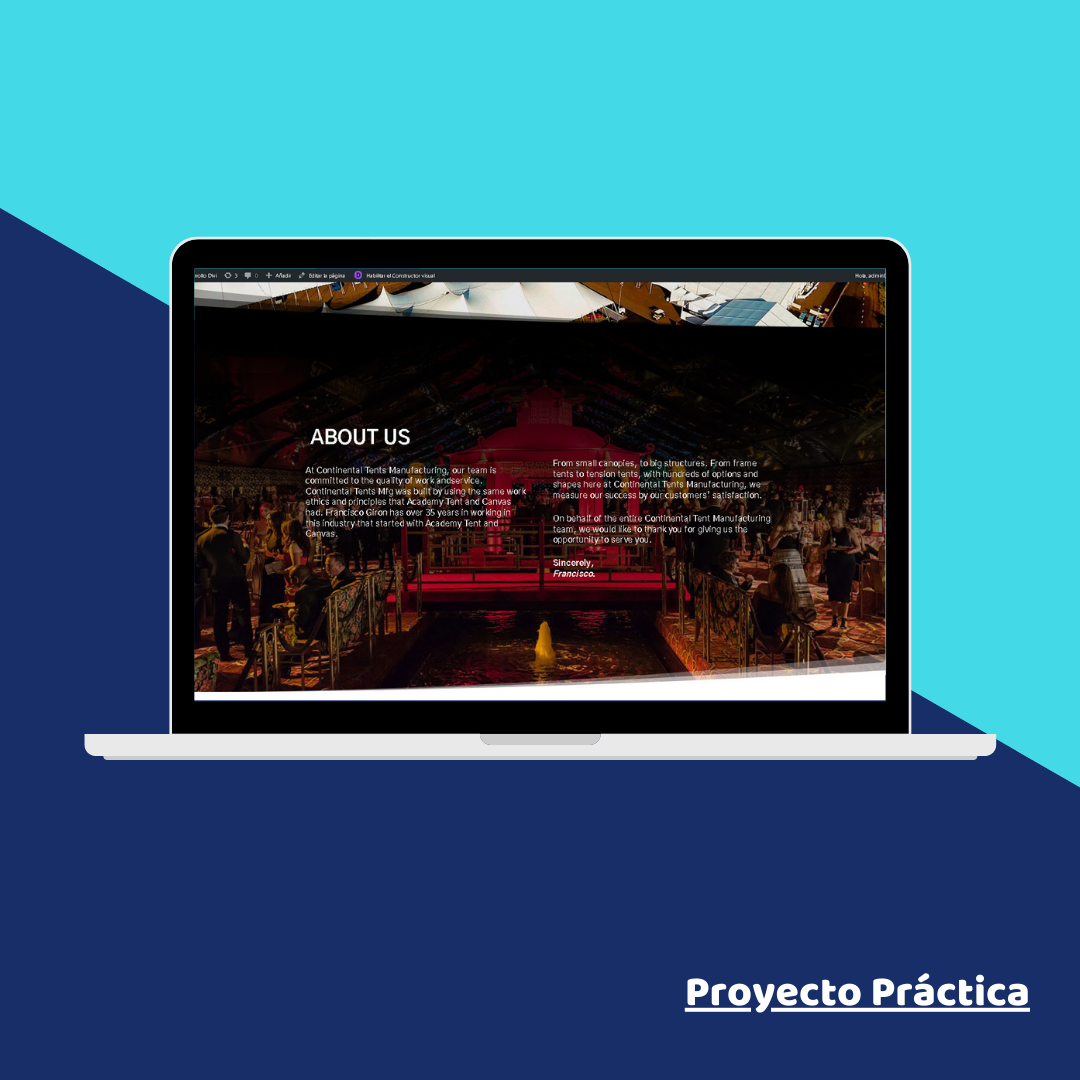 rollo Divi 3 0 Añadir Editar la página Habilitar el Constructor visual Hola, admin
ABOUT US
At Continental Tents Manufacturing, our team is
committed to the quality of work andservice.
Continental Tents Mfg was built by using the same work
ethics and principles that Academy Tent and Canvas
had. Francisco Giron has over 35 years in working in
this industry that started with Academy Tent and
Canvas.
From small canopies, to big structures. From frame
tents to tension tents, with hundreds of options and
shapes here at Continental Tents Manufacturing, we
measure our success by our customers' satisfaction.
On behalf of the entire Continental Tent Manufacturing
team, we would like to thank you for giving us the
opportunity to serve you.
Sincerely,
Francisco.
Proyecto Práctica